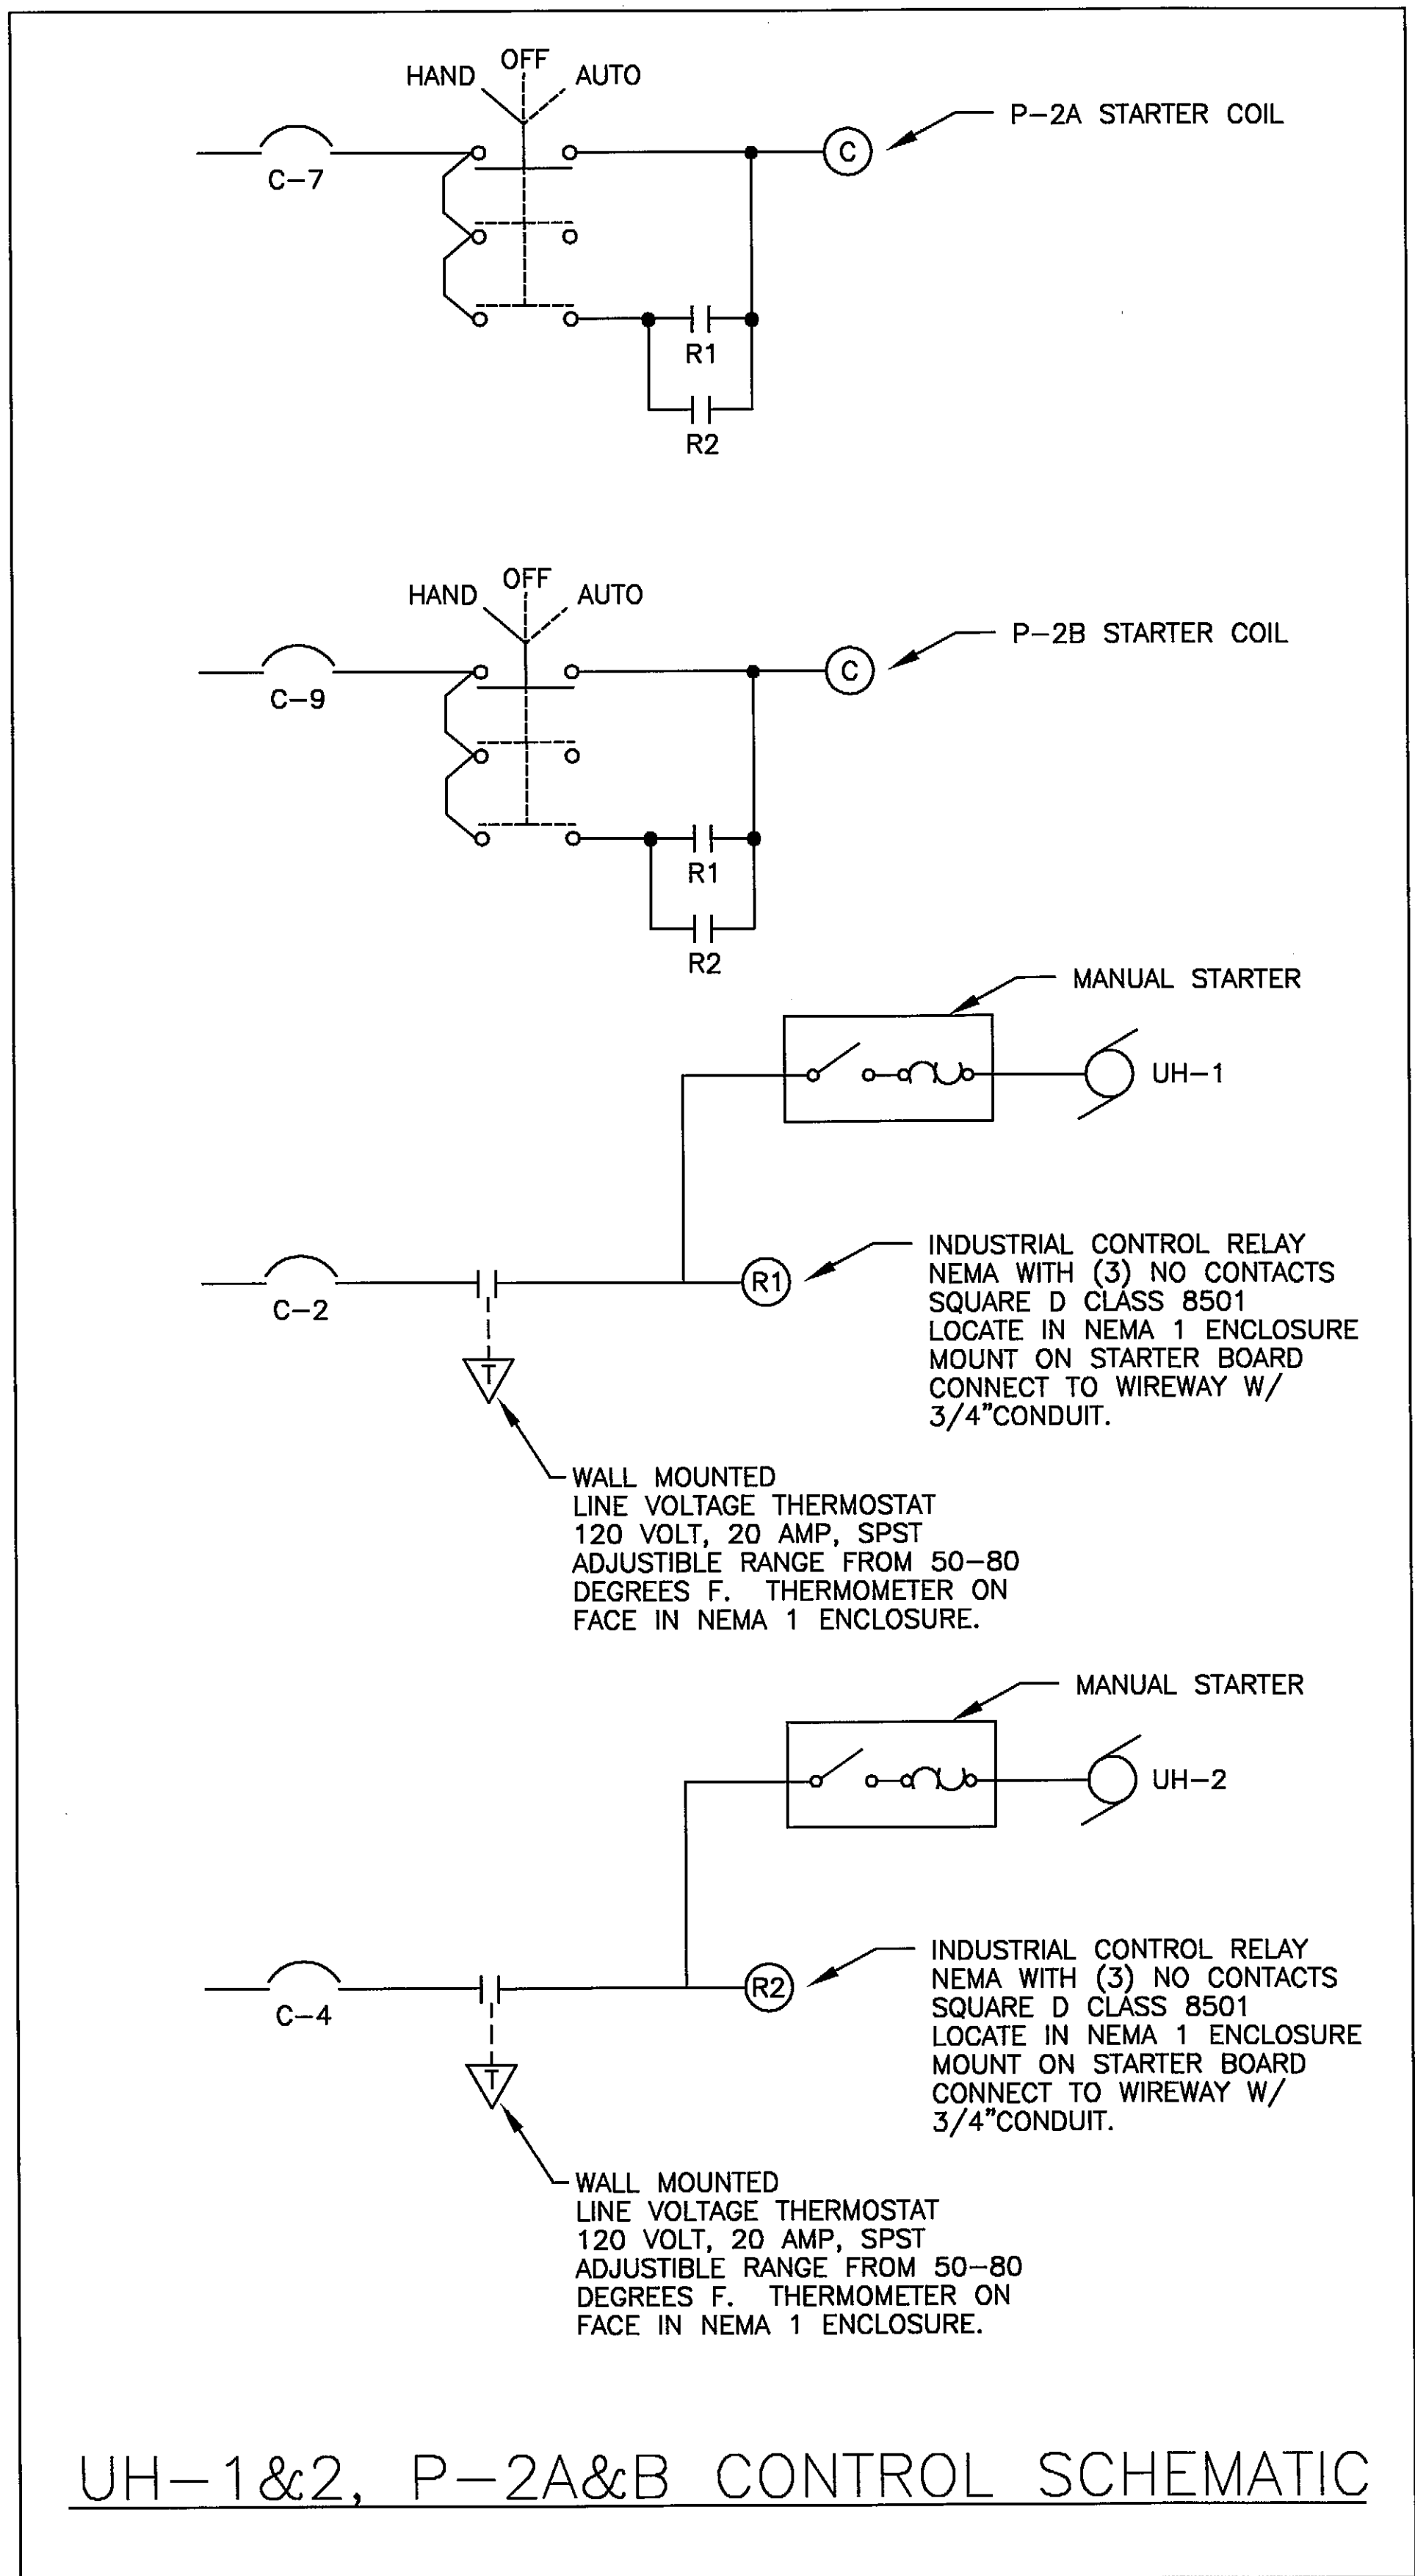 OFF
HAND
AUTO
P-2A STARTER COIL
C
C-7
R1
R2
OFF
HAND
AUTO
P-2B STARTER COIL
C
C-9
R1
R2
MANUAL STARTER
UH-1
C-2
R1
INDUSTRIAL CONTROL RELAY
NEMA WITH (3) NO CONTACTS
SQUARE D CLASS 8501
LOCATE IN NEMA 1 ENCLOSURE
MOUNT ON STARTER BOARD
CONNECT TO WIREWAY W/
3/4"CONDUIT.
T
WALL MOUNTED
LINE VOLTAGE THERMOSTAT
120 VOLT, 20 AMP, SPST
ADJUSTIBLE RANGE FROM 50-80
DEGREES F. THERMOMETER ON
FACE IN NEMA 1 ENCLOSURE.
MANUAL STARTER
UH-2
C-4
R2
INDUSTRIAL CONTROL RELAY
NEMA WITH (3) NO CONTACTS
SQUARE D CLASS 8501
LOCATE IN NEMA 1 ENCLOSURE
MOUNT ON STARTER BOARD
CONNECT TO WIREWAY W/
3/4"CONDUIT.
T
WALL MOUNTED
LINE VOLTAGE THERMOSTAT
120 VOLT, 20 AMP, SPST
ADJUSTIBLE RANGE FROM 50-80
DEGREES F. THERMOMETER ON
FACE IN NEMA 1 ENCLOSURE.
UH-1&2, P-2A&B CONTROL SCHEMATIC